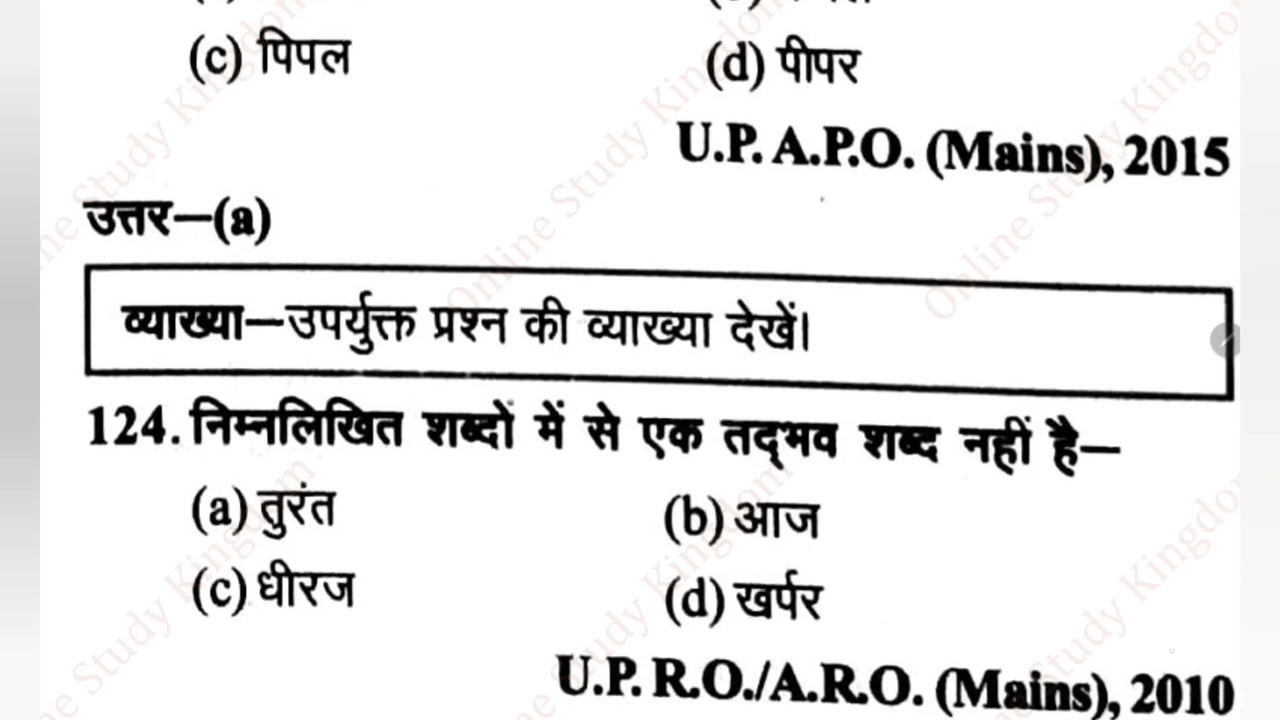 (c) पिपल (d) पीपर
U.P. A.P.O. (Mains), 2015
उत्तर–(a)
व्याख्या–उपर्युक्त प्रश्न की व्याख्या देखें।
124. निम्नलिखित शब्दों में से एक तद्भव शब्द नहीं है–
(a) तुरंत (b) आज
(c) धीरज (d) खर्पर
U.P. R.O./A.R.O. (Mains), 2010